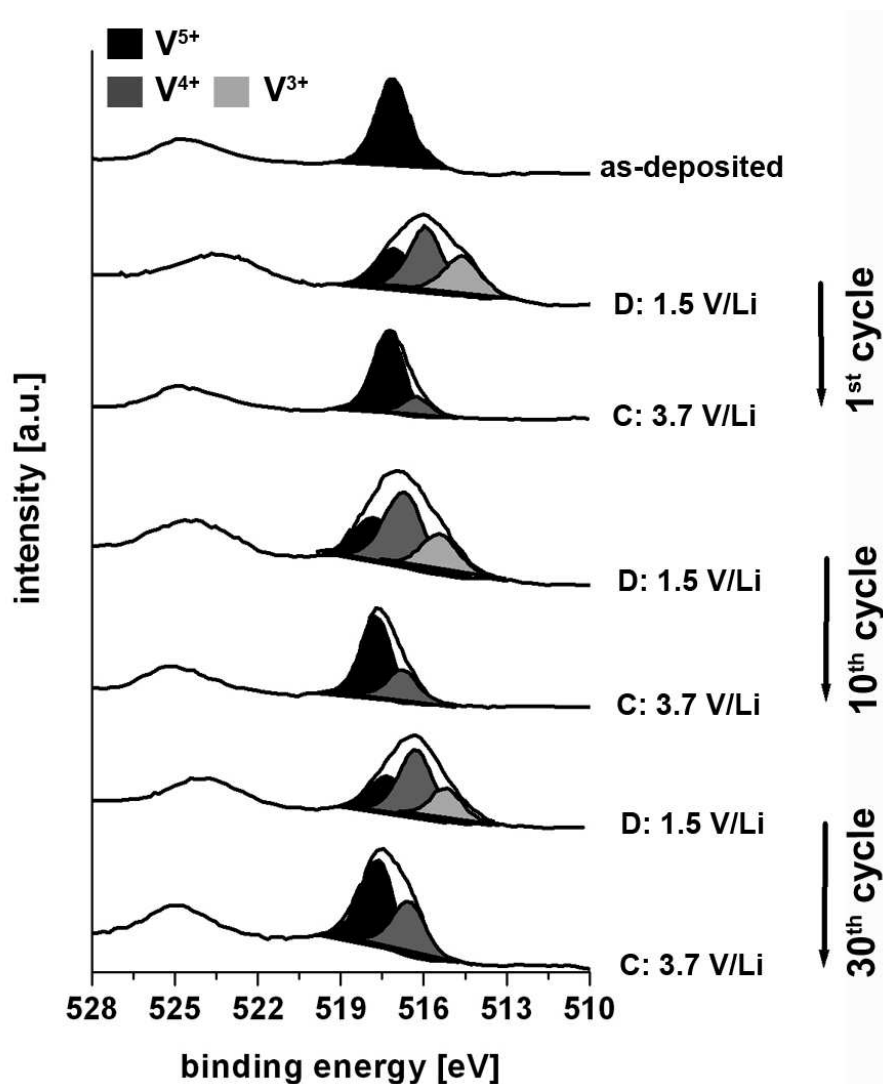 V⁵⁺
V⁴⁺ V³⁺
as-deposited
D: 1.5 V/Li
C: 3.7 V/Li
1ˢᵗ cycle
D: 1.5 V/Li
C: 3.7 V/Li
10ᵗʰ cycle
D: 1.5 V/Li
C: 3.7 V/Li
30ᵗʰ cycle
intensity [a.u.]
528 525 522 519 516 513 510
binding energy [eV]